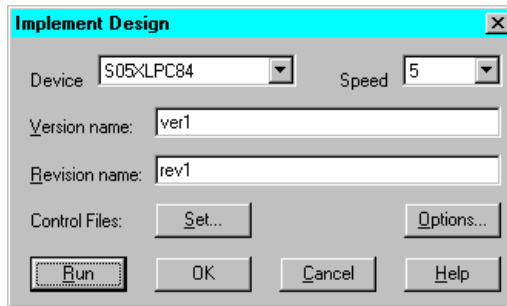 Implement Design
Device S05XLPC84 Speed 5
Version name: ver1
Revision name: rev1
Control Files: Set... Options...
Run OK Cancel Help